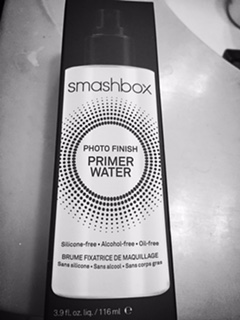 smashbox
PHOTO FINISH
PRIMER
WATER
Silicone-free • Alcohol-free • Oil-free
BRUME FIXATRICE DE MAQUILLAGE
Sans silicone • Sans alcool • Sans corps gras
3.9 fl. oz. liq. / 116 ml ℮